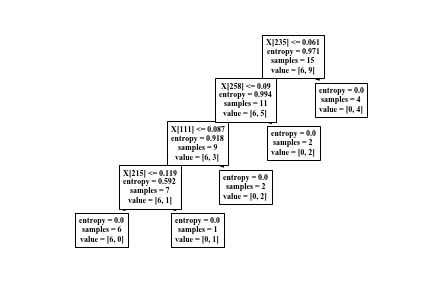 X[235] <= 0.061
entropy = 0.971
samples = 15
value = [6, 9]
X[258] <= 0.09
entropy = 0.994
samples = 11
value = [6, 5]
entropy = 0.0
samples = 4
value = [0, 4]
X[111] <= 0.087
entropy = 0.918
samples = 9
value = [6, 3]
entropy = 0.0
samples = 2
value = [0, 2]
X[215] <= 0.119
entropy = 0.592
samples = 7
value = [6, 1]
entropy = 0.0
samples = 2
value = [0, 2]
entropy = 0.0
samples = 6
value = [6, 0]
entropy = 0.0
samples = 1
value = [0, 1]